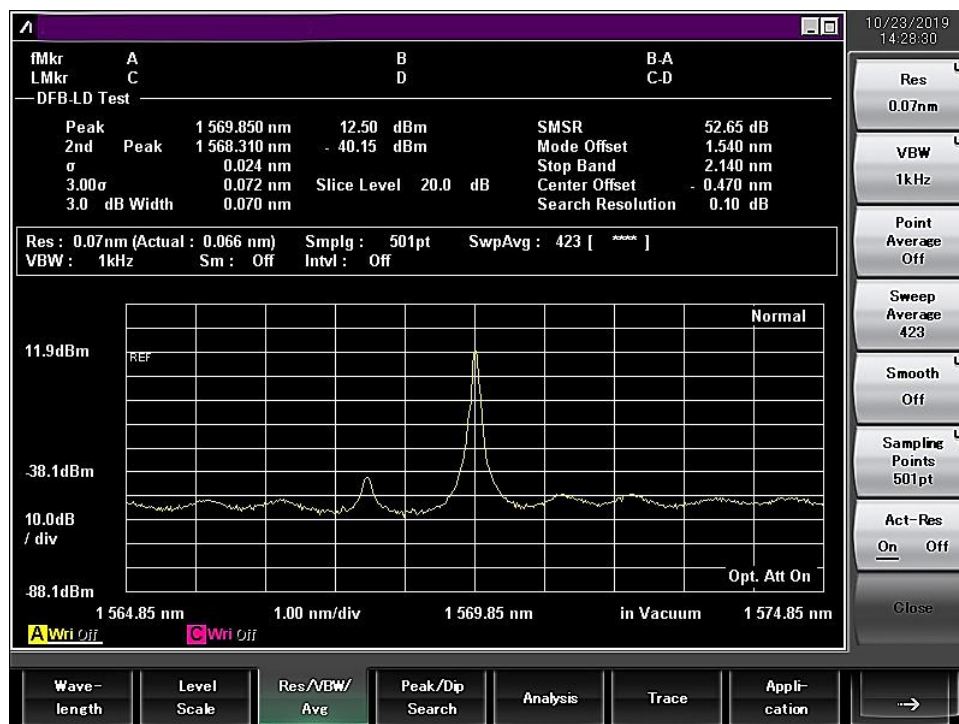 10/23/2019
14:28:30
fMkr A B B-A
LMkr C D C-D
DFB-LD Test
Peak 1 569.850 nm 12.50 dBm SMSR 52.65 dB
2nd Peak 1 568.310 nm - 40.15 dBm Mode Offset 1.540 nm
σ 0.024 nm Stop Band 2.140 nm
3.00σ 0.072 nm Slice Level 20.0 dB Center Offset - 0.470 nm
3.0 dB Width 0.070 nm Search Resolution 0.10 dB
Res : 0.07nm (Actual : 0.066 nm) Smplg : 501pt SwpAvg : 423 [ **** ]
VBW : 1kHz Sm : Off Intvl : Off
Normal
11.9dBm
REF
-38.1dBm
10.0dB
/ div
Opt. Att On
-88.1dBm
1 564.85 nm 1.00 nm/div 1 569.85 nm in Vacuum 1 574.85 nm
A Wri Off C Wri Off
Res
0.07nm
VBW
1kHz
Point
Average
Off
Sweep
Average
423
Smooth
Off
Sampling
Points
501pt
Act-Res
On Off
Close
Wave-
length
Level
Scale
Res/VBW/
Avg
Peak/Dip
Search
Analysis
Trace
Appli-
cation
→